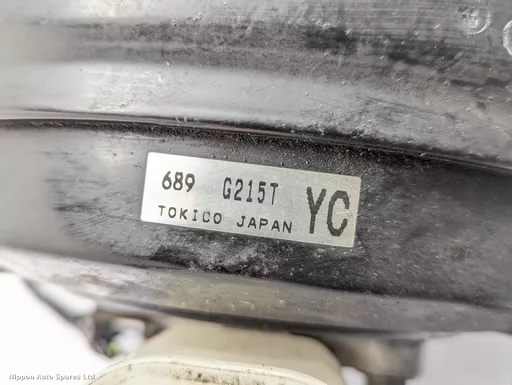 689 G215T YC
TOKICO JAPAN
Nippon Auto Spares Ltd